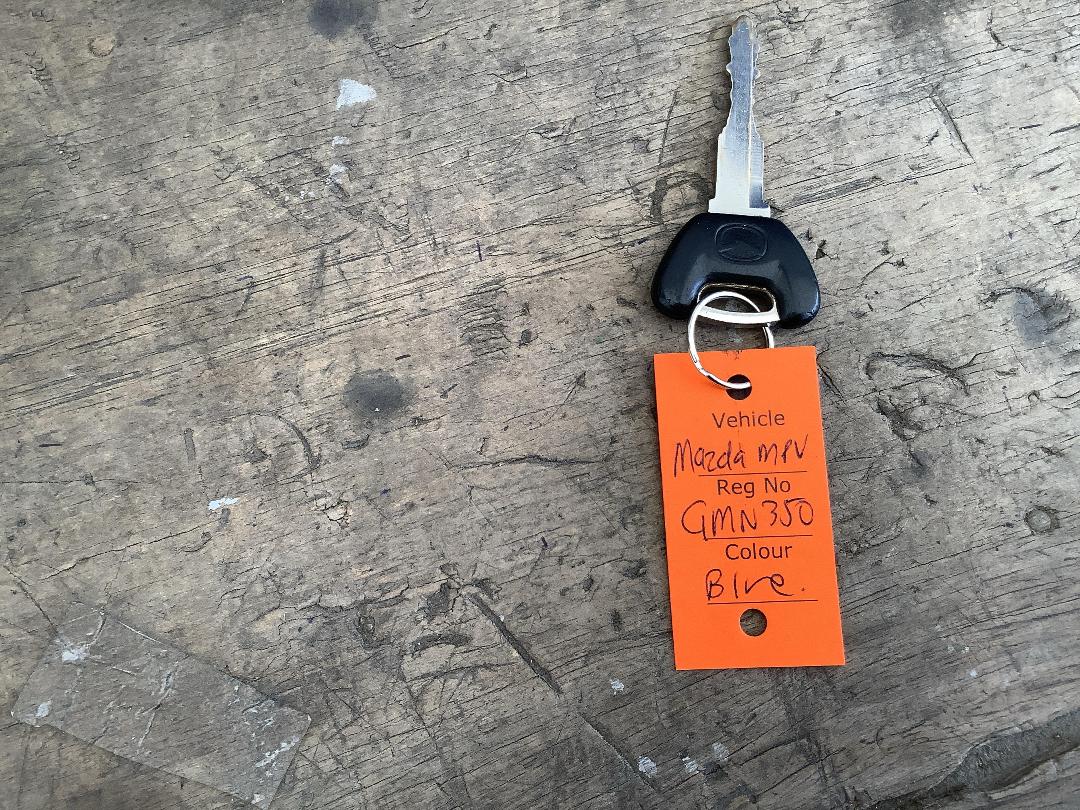 Vehicle
Mazda MPV
Reg No
GMN350
Colour
Blue.